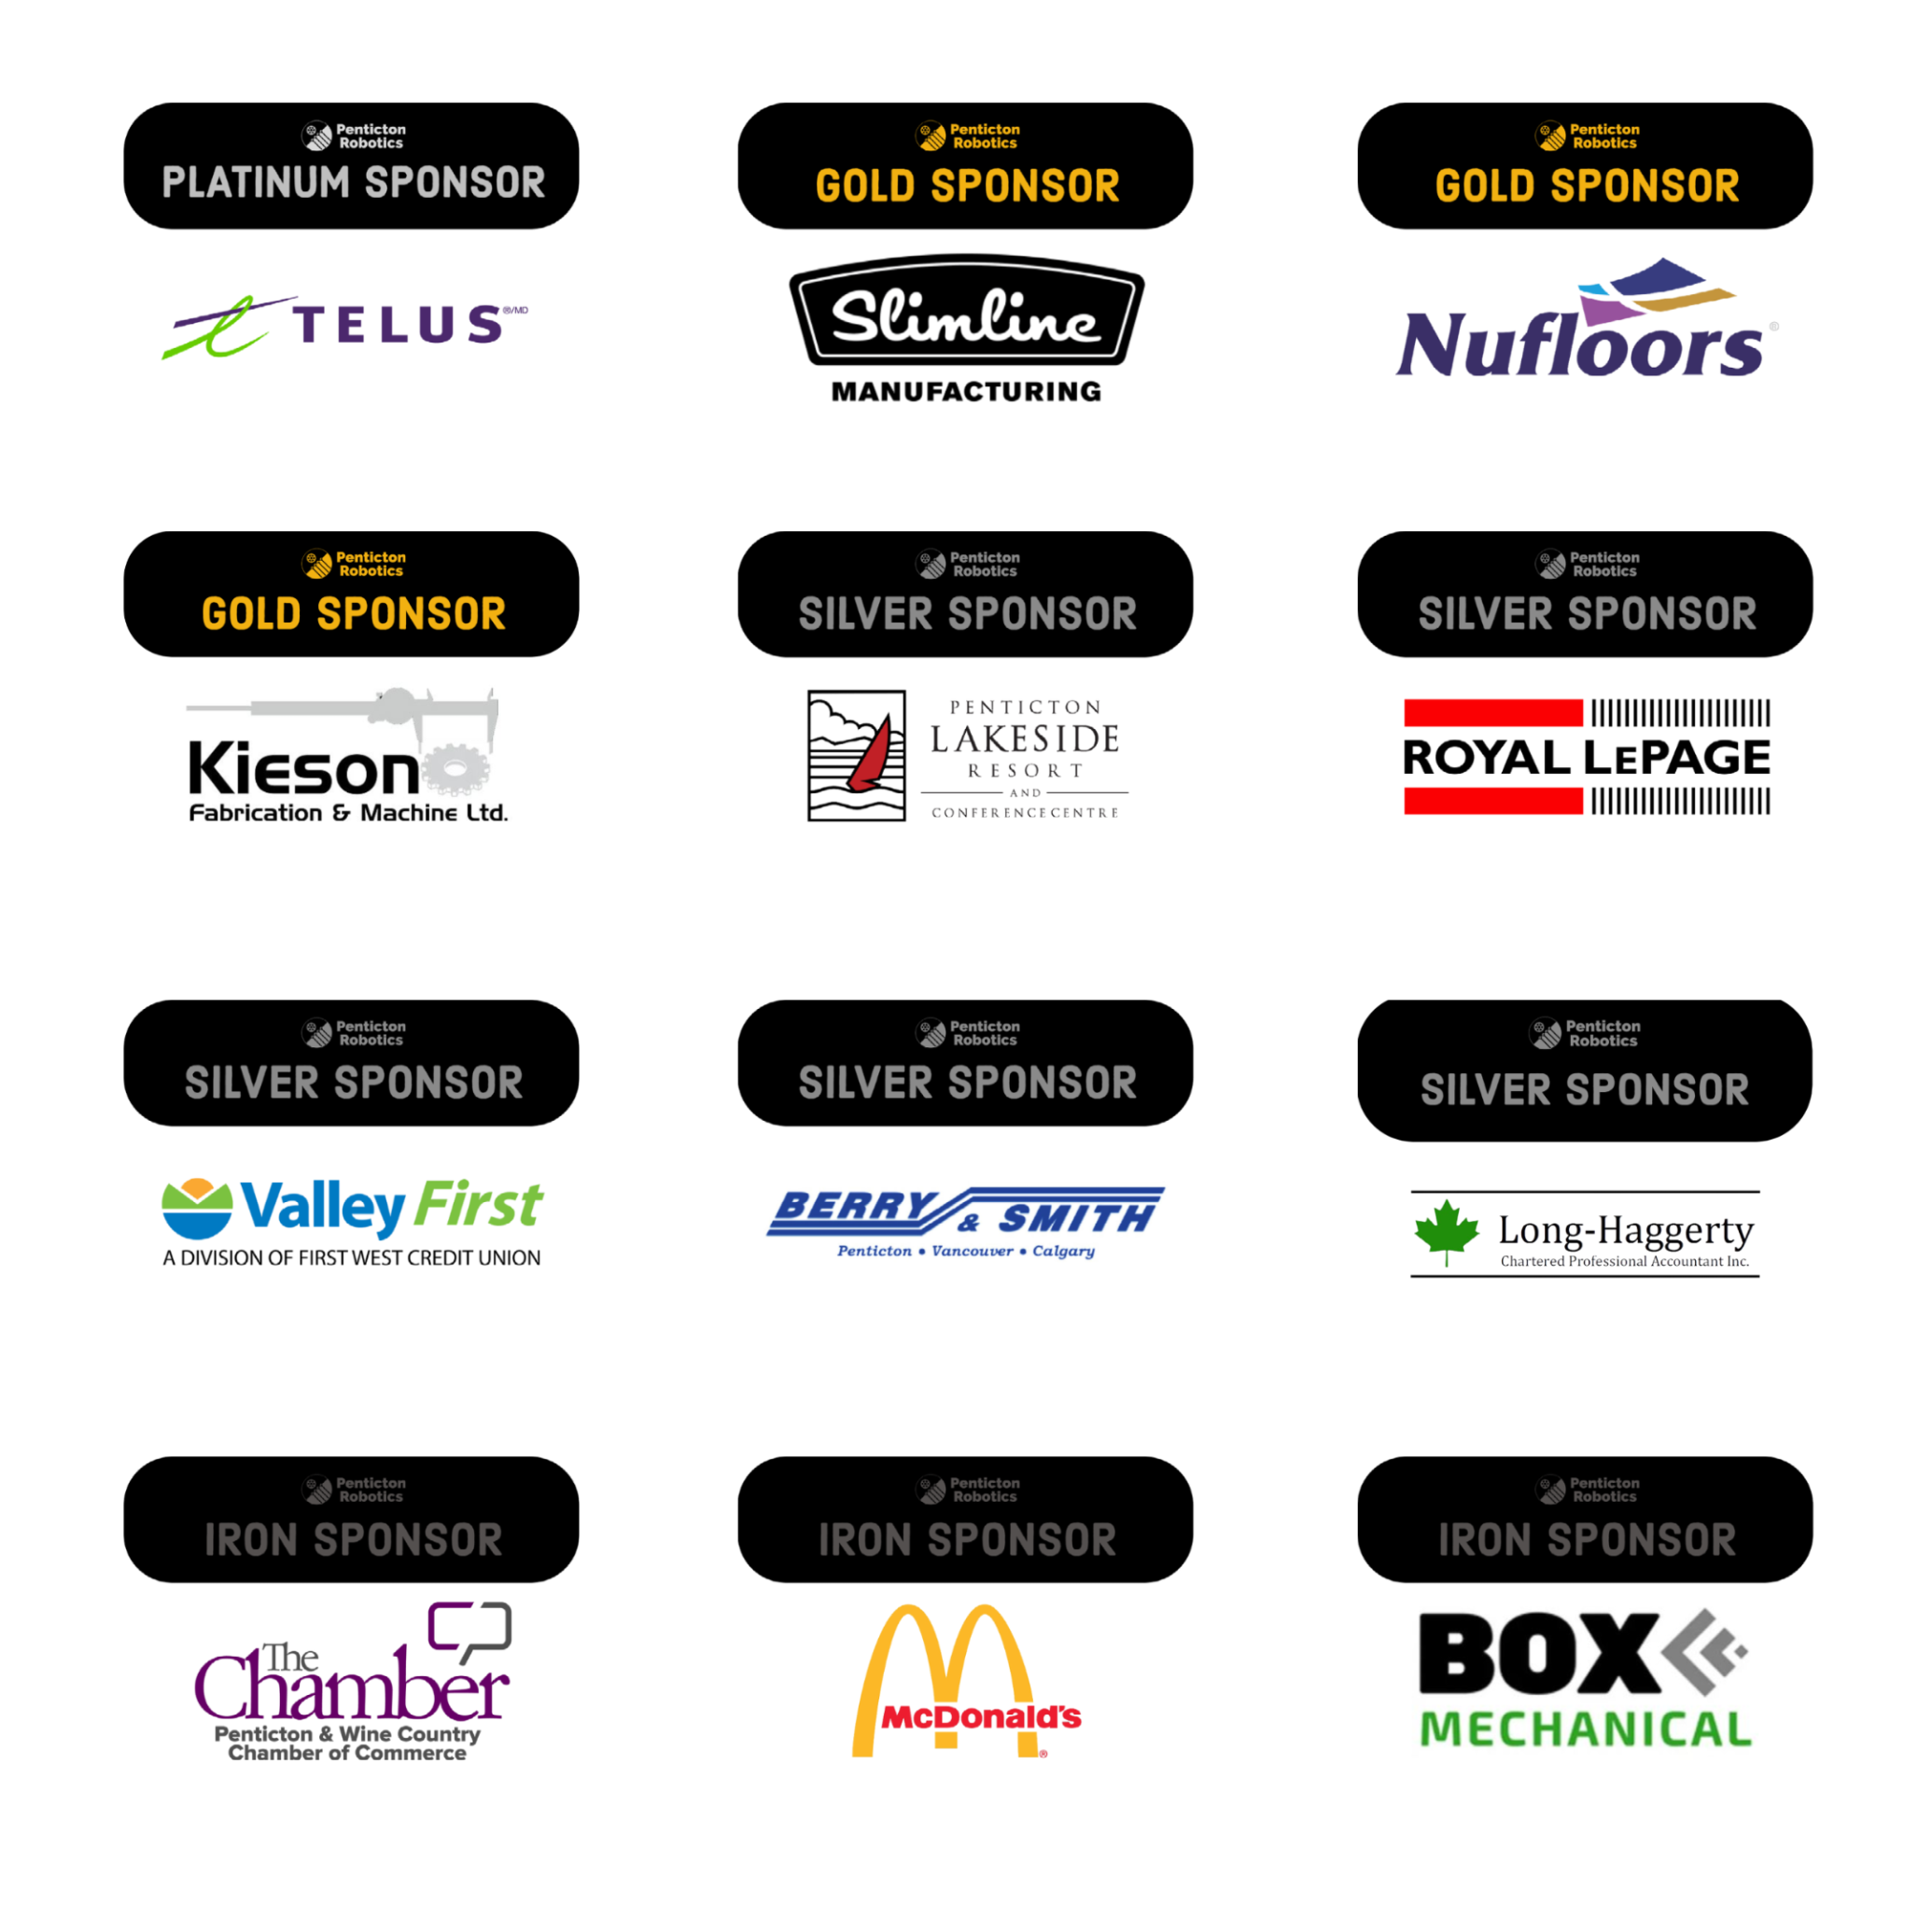 Penticton
Robotics
PLATINUM SPONSOR
TELUS®/MD
Penticton
Robotics
GOLD SPONSOR
Slimline
MANUFACTURING
Penticton
Robotics
GOLD SPONSOR
Nufloors®
Penticton
Robotics
GOLD SPONSOR
Kieson
Fabrication & Machine Ltd.
Penticton
Robotics
SILVER SPONSOR
PENTICTON
LAKESIDE
RESORT
AND
CONFERENCE CENTRE
Penticton
Robotics
SILVER SPONSOR
ROYAL LEPAGE
Penticton
Robotics
SILVER SPONSOR
Valley First
A DIVISION OF FIRST WEST CREDIT UNION
Penticton
Robotics
SILVER SPONSOR
BERRY & SMITH
Penticton • Vancouver • Calgary
Penticton
Robotics
SILVER SPONSOR
Long-Haggerty
Chartered Professional Accountant Inc.
Penticton
Robotics
IRON SPONSOR
The
Chamber
Penticton & Wine Country
Chamber of Commerce
Penticton
Robotics
IRON SPONSOR
McDonald's
®
Penticton
Robotics
IRON SPONSOR
BOX
MECHANICAL